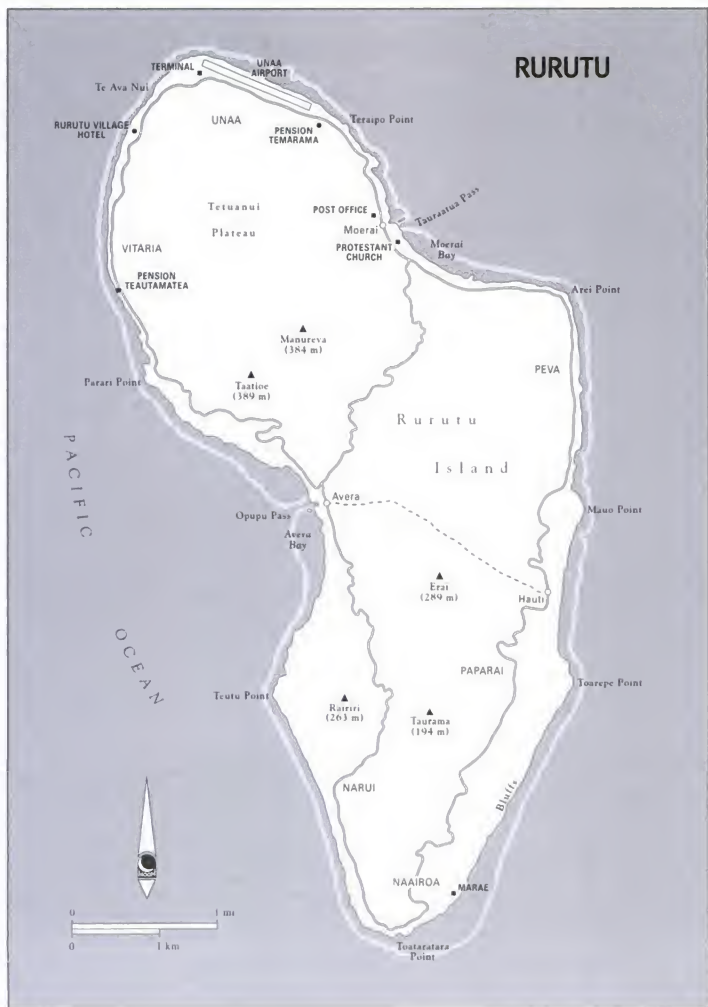 RURUTU
TERMINAL
UNAA
AIRPORT
Te Ava Nui
RURUTU VILLAGE
HOTEL
UNAA
PENSION
TEMARAMA
Teraipo Point
Tetuanui
Plateau
POST OFFICE
Tauraatua Pass
Moerai
PROTESTANT
CHURCH
Moerai
Bay
VITARIA
PENSION
TEAUTAMATEA
Arei Point
Manureva
(384 m)
Taatioe
(389 m)
PEVA
Parari Point
Rurutu
Island
PACIFIC
OCEAN
Avera
Opupu Pass
Avera
Bay
Mauo Point
Erai
(289 m)
Hauti
PAPARAI
Teutu Point
Toarepe Point
Rairiri
(263 m)
Taurama
(194 m)
NARUI
Bluffs
NAAIROA
MARAE
MOON
0 1 mi
0 1 km
Toataratara
Point